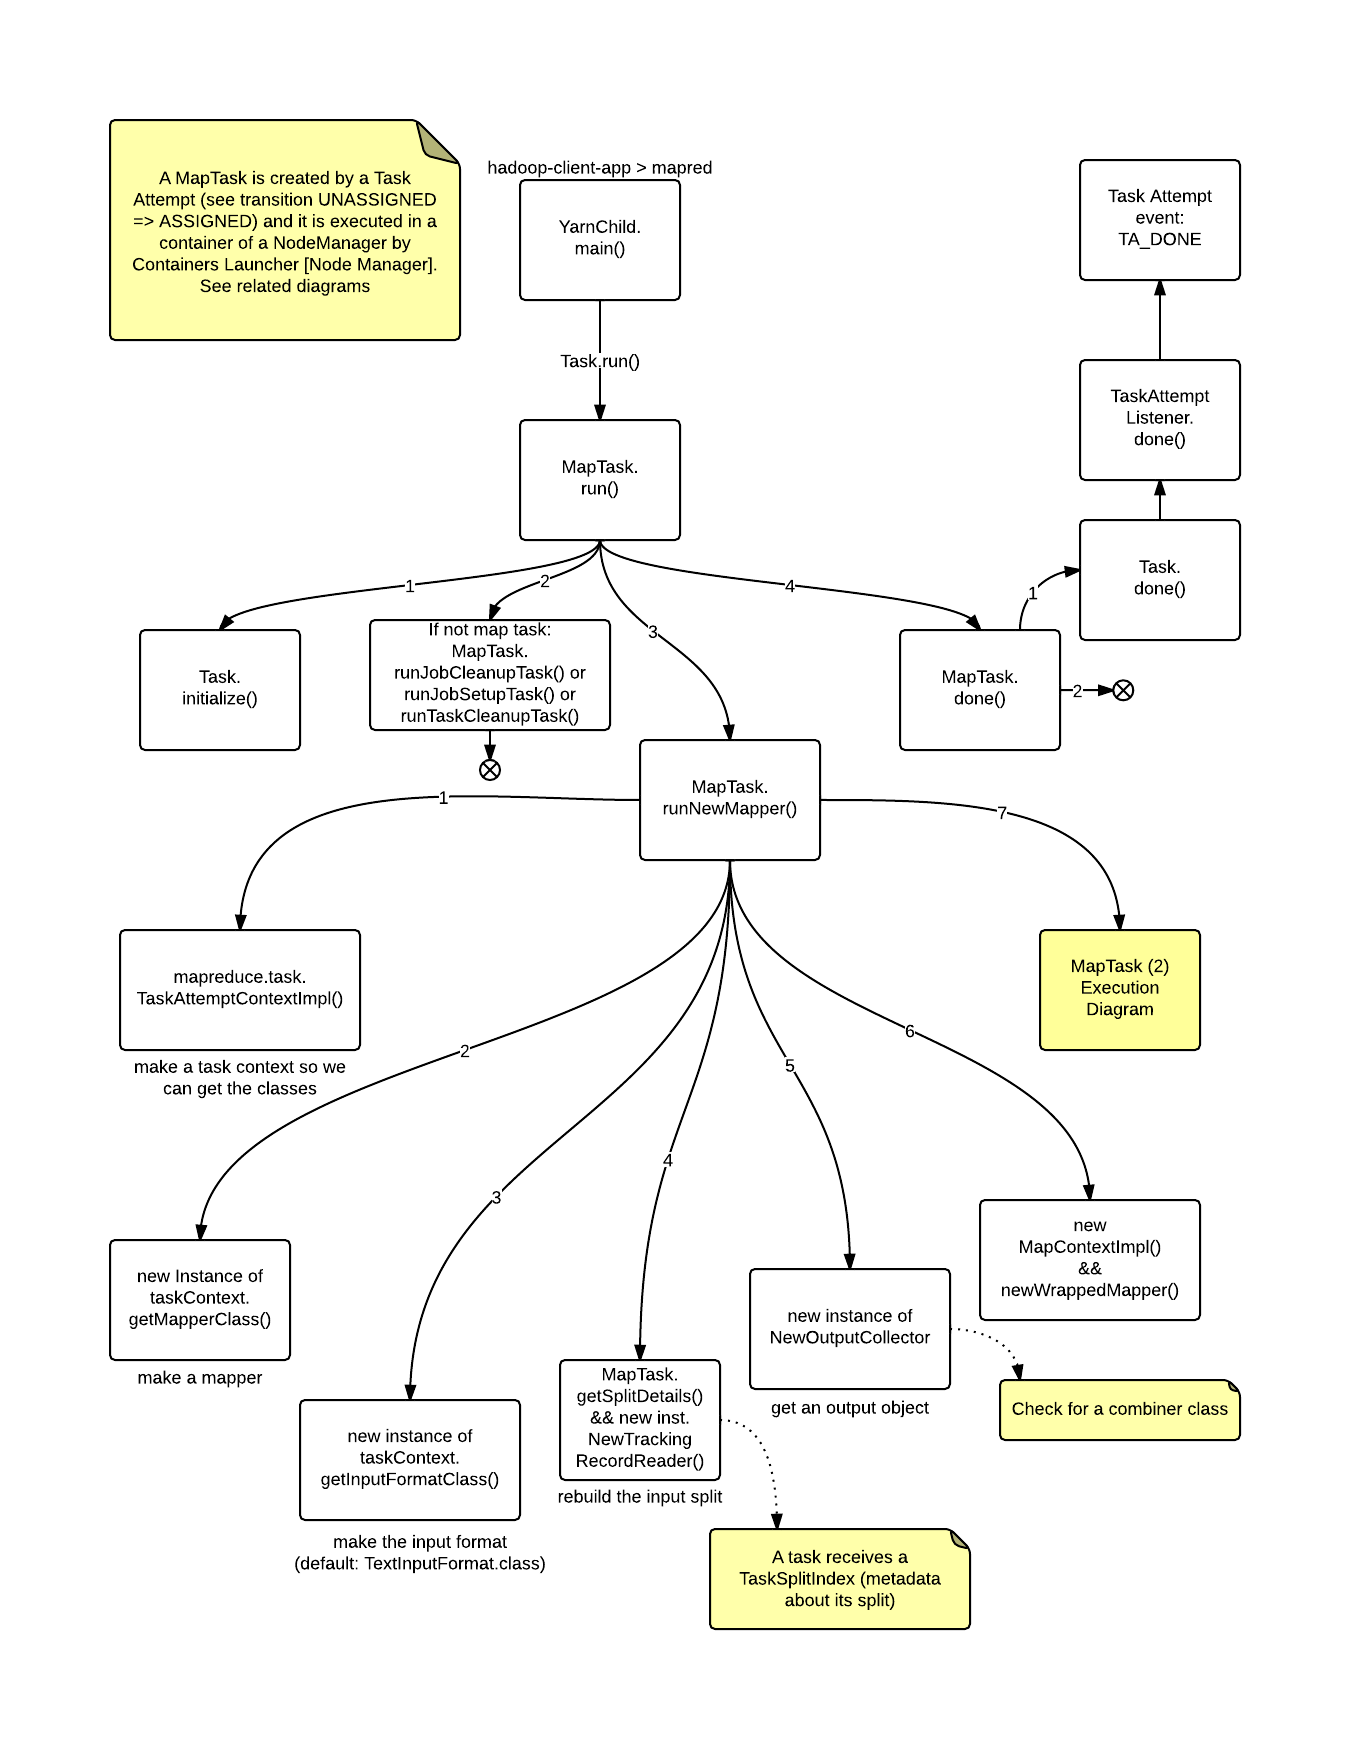 A MapTask is created by a Task
Attempt (see transition UNASSIGNED
=> ASSIGNED) and it is executed in a
container of a NodeManager by
Containers Launcher [Node Manager].
See related diagrams
hadoop-client-app > mapred
YarnChild.
main()
Task Attempt
event:
TA_DONE
Task.run()
TaskAttempt
Listener.
done()
MapTask.
run()
Task.
done()
1
2
3
4
1
Task.
initialize()
If not map task:
MapTask.
runJobCleanupTask() or
runJobSetupTask() or
runTaskCleanupTask()
MapTask.
done()
2
MapTask.
runNewMapper()
1
7
mapreduce.task.
TaskAttemptContextImpl()
make a task context so we
can get the classes
MapTask (2)
Execution
Diagram
2
3
4
5
6
new Instance of
taskContext.
getMapperClass()
make a mapper
new instance of
taskContext.
getInputFormatClass()
make the input format
(default: TextInputFormat.class)
MapTask.
getSplitDetails()
&& new inst.
NewTracking
RecordReader()
rebuild the input split
new instance of
NewOutputCollector
get an output object
new
MapContextImpl()
&&
newWrappedMapper()
Check for a combiner class
A task receives a
TaskSplitIndex (metadata
about its split)